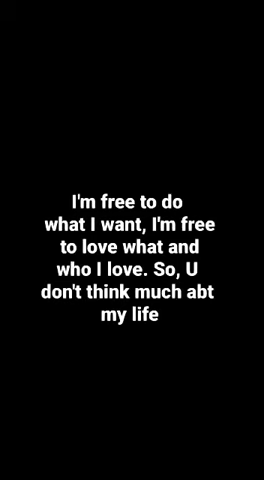 I'm free to do
what I want, I'm free
to love what and
who I love. So, U
don't think much abt
my life